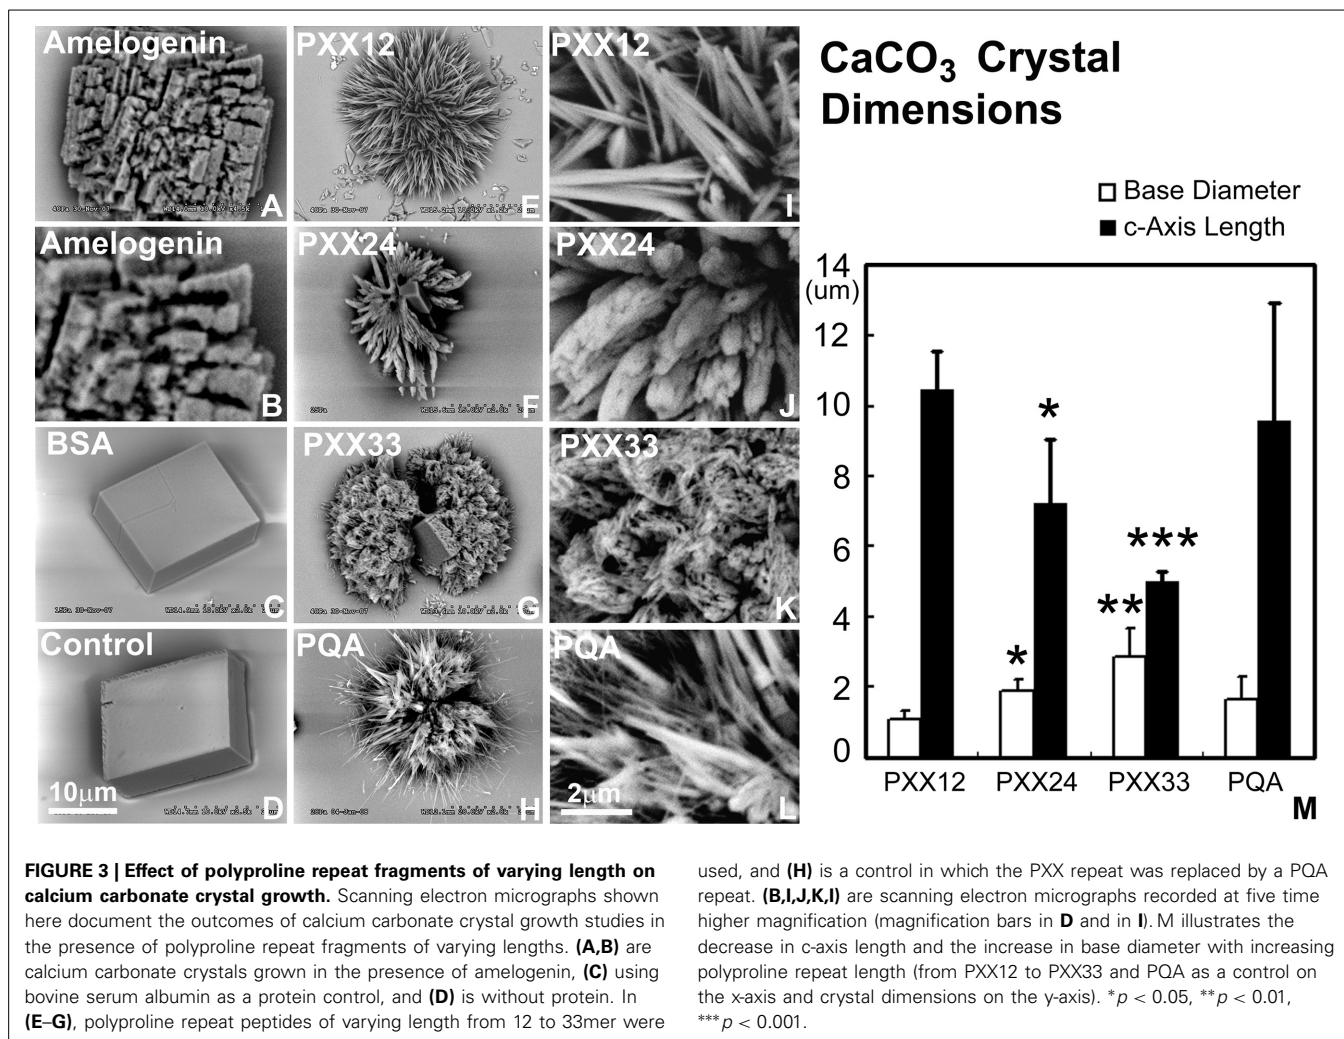 Amelogenin
A
PXX12
E
PXX12
I
Amelogenin
B
PXX24
F
PXX24
J
BSA
C
PXX33
G
PXX33
K
Control
10μm
D
PQA
H
PQA
2μm
L
CaCO3 Crystal
Dimensions
Base Diameter
c-Axis Length
14
(um)
12
10
8
6
4
2
0
*
*
**
***
PXX12 PXX24 PXX33 PQA
M
FIGURE 3 | Effect of polyproline repeat fragments of varying length on
calcium carbonate crystal growth. Scanning electron micrographs shown
here document the outcomes of calcium carbonate crystal growth studies in
the presence of polyproline repeat fragments of varying lengths. (A,B) are
calcium carbonate crystals grown in the presence of amelogenin, (C) using
bovine serum albumin as a protein control, and (D) is without protein. In
(E–G), polyproline repeat peptides of varying length from 12 to 33mer were
used, and (H) is a control in which the PXX repeat was replaced by a PQA
repeat. (B,I,J,K,l) are scanning electron micrographs recorded at five time
higher magnification (magnification bars in D and in l). M illustrates the
decrease in c-axis length and the increase in base diameter with increasing
polyproline repeat length (from PXX12 to PXX33 and PQA as a control on
the x-axis and crystal dimensions on the y-axis). *p < 0.05, **p < 0.01,
***p < 0.001.